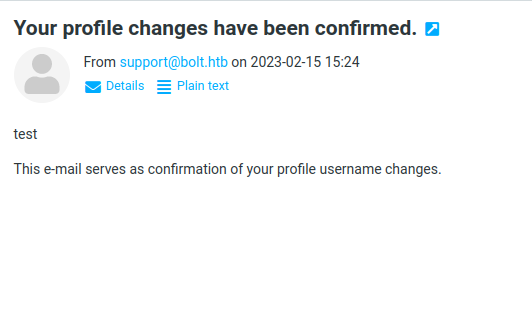 Your profile changes have been confirmed.
From support@bolt.htb on 2023-02-15 15:24
Details Plain text
test
This e-mail serves as confirmation of your profile username changes.